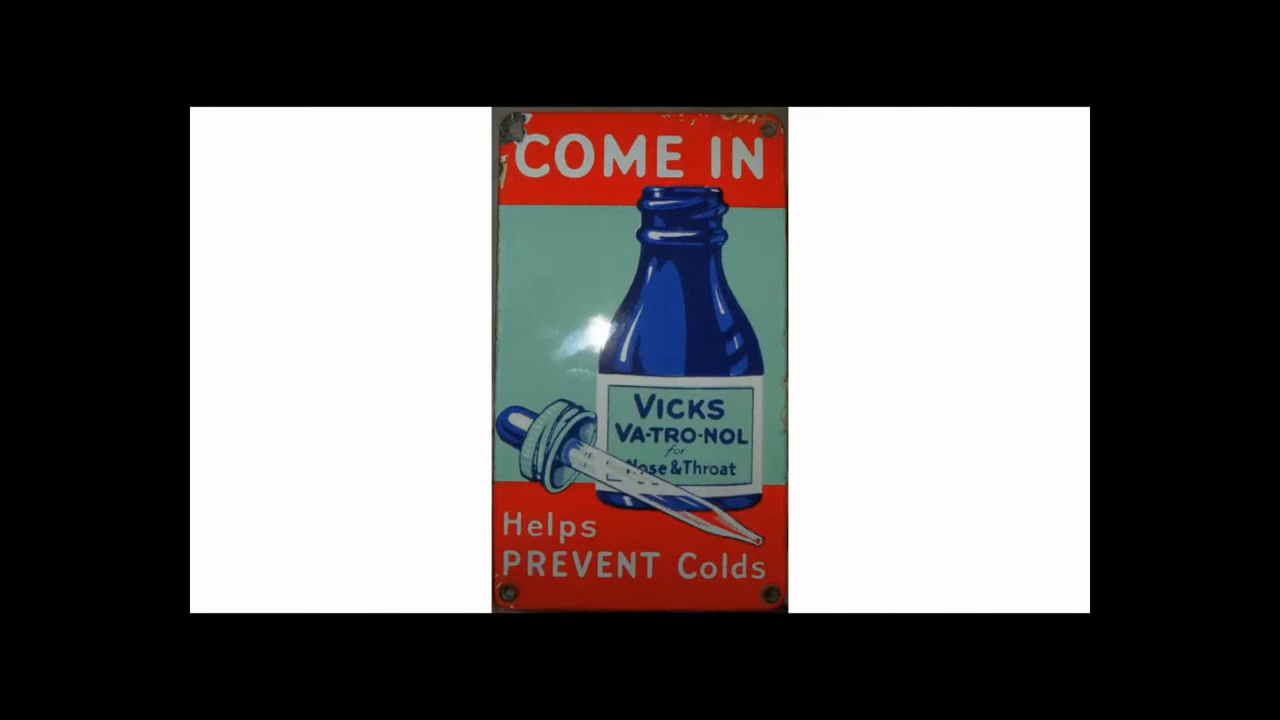 COME IN
VICKS
VA-TRO-NOL
for
Nose & Throat
Helps
PREVENT Colds